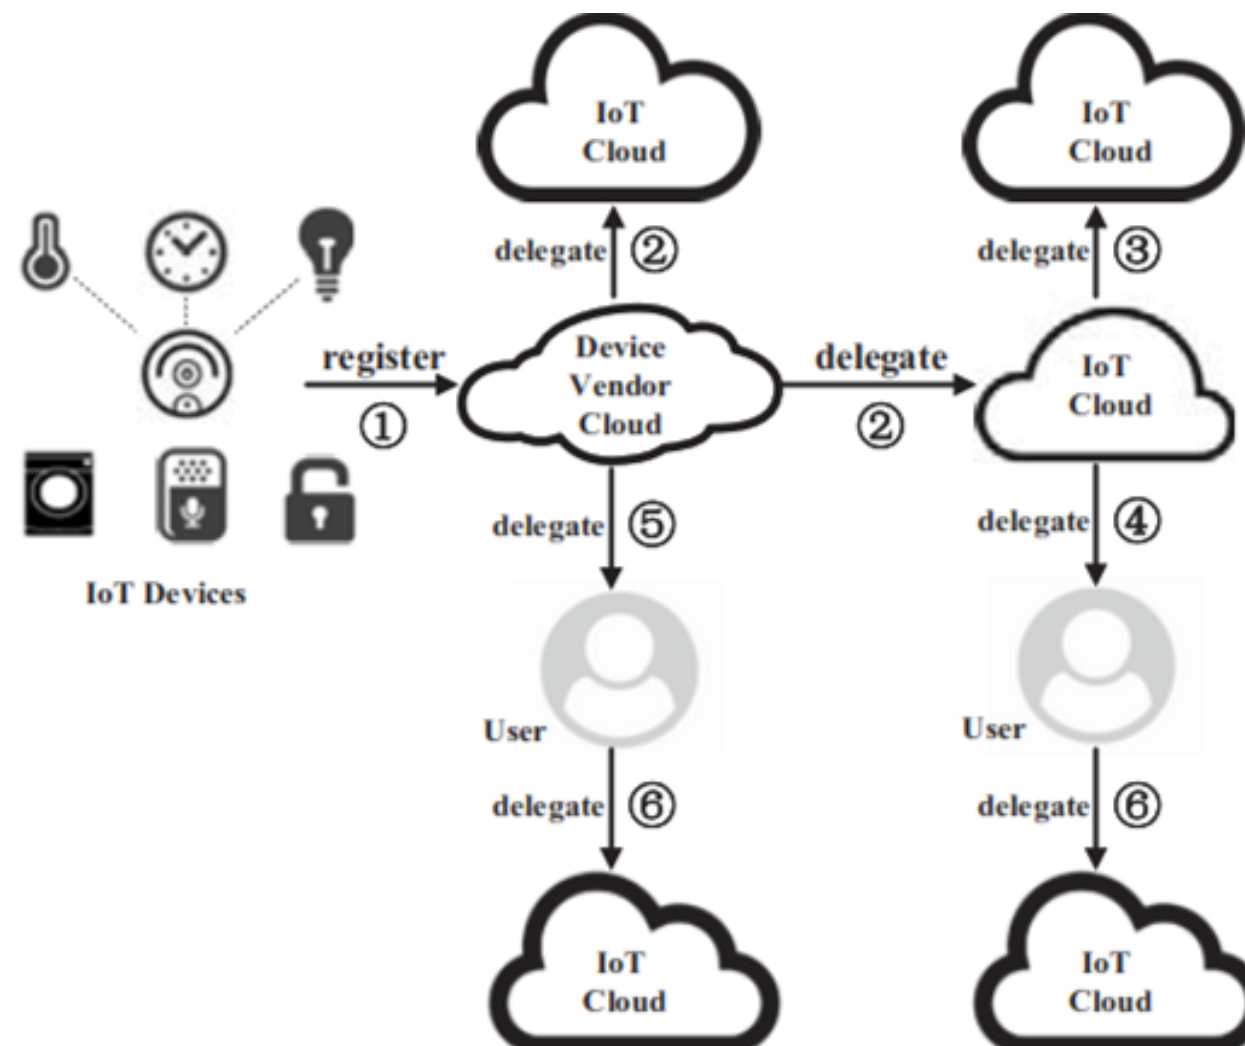 IoT
Cloud
IoT
Cloud
delegate ②
delegate ③
register
①
Device
Vendor
Cloud
delegate
②
IoT
Cloud
delegate ⑤
delegate ④
IoT Devices
User
User
delegate ⑥
delegate ⑥
IoT
Cloud
IoT
Cloud